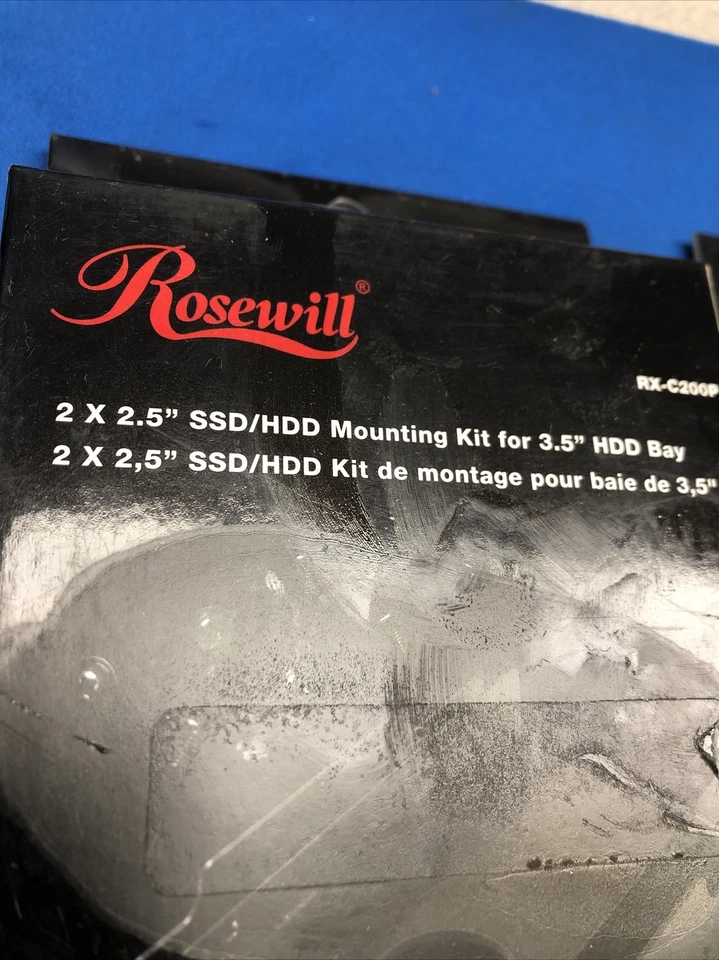 Rosewill®
RX-C200P
2 X 2.5” SSD/HDD Mounting Kit for 3.5” HDD Bay
2 X 2,5” SSD/HDD Kit de montage pour baie de 3,5”